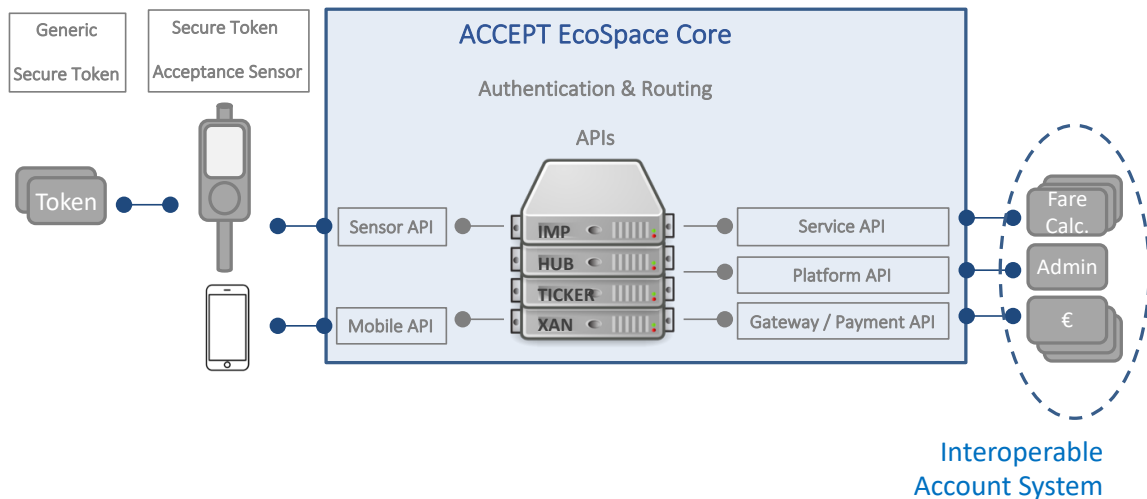 Generic
Secure Token
Secure Token
Acceptance Sensor
ACCEPT EcoSpace Core
Authentication & Routing
APIs
Token
Sensor API
Mobile API
IMP
HUB
TICKER
XAN
Service API
Platform API
Gateway / Payment API
Fare
Calc.
Admin
€
Interoperable
Account System